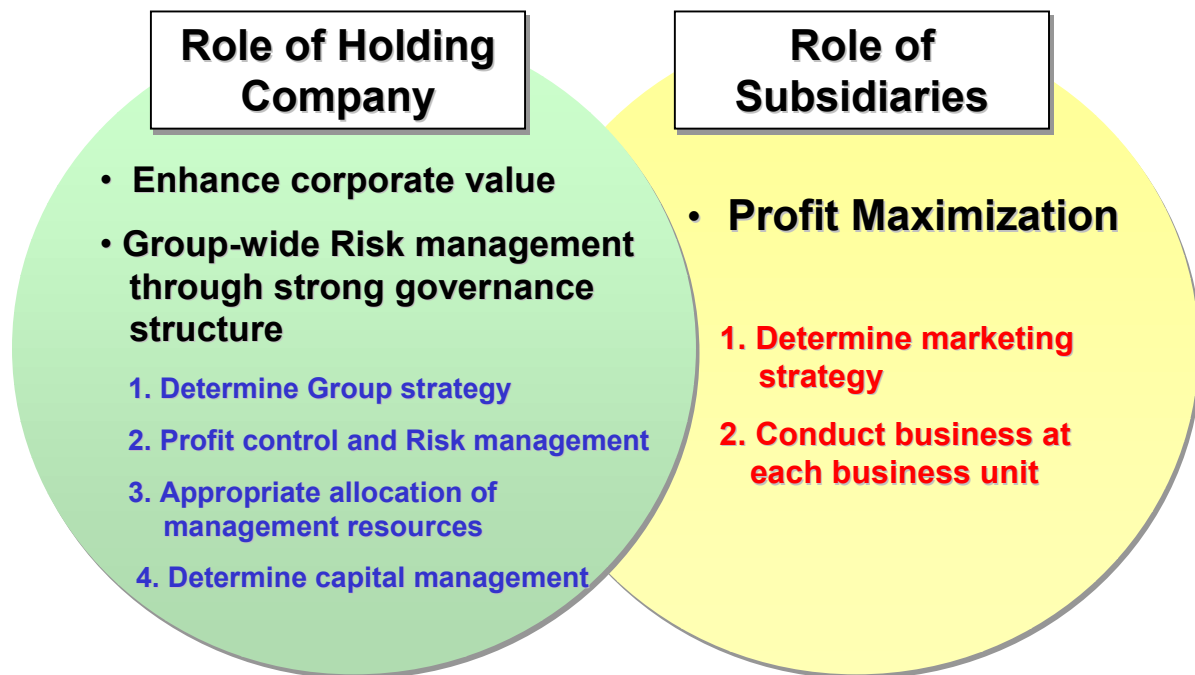 Role of Holding
Company
• Enhance corporate value
• Group-wide Risk management
through strong governance
structure
1. Determine Group strategy
2. Profit control and Risk management
3. Appropriate allocation of
management resources
4. Determine capital management
Role of
Subsidiaries
• Profit Maximization
1. Determine marketing
strategy
2. Conduct business at
each business unit